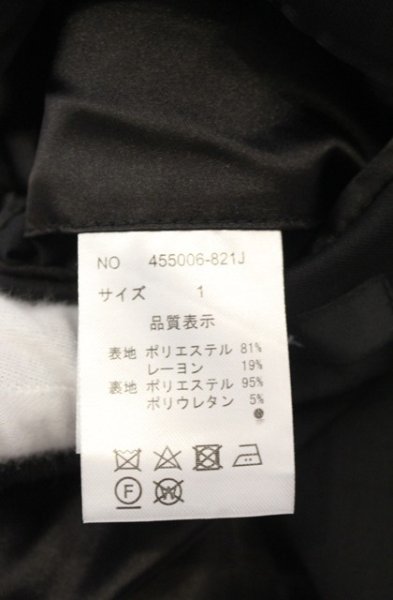 NO 455006-821J
サイズ 1
品質表示
表地 ポリエステル 81%
レーヨン 19%
裏地 ポリエステル 95%
ポリウレタン 5%
F W